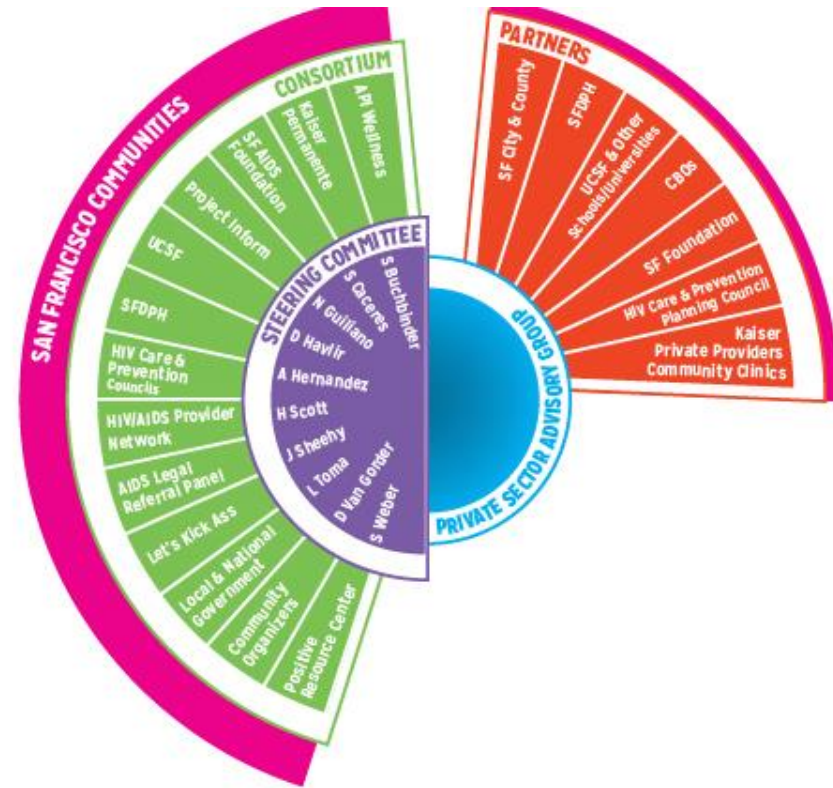 SAN FRANCISCO COMMUNITIES
CONSORTIUM
API Wellness
Kaiser
Permanente
SF AIDS
Foundation
Project Inform
UCSF
SFDPH
HIV Care &
Prevention
Councils
HIV/AIDS Provider
Network
AIDS Legal
Referral Panel
Let's Kick Ass
Local & National
Government
Community
Organizers
Positive
Resource Center
STEERING COMMITTEE
S Buchbinder
S Caceres
N Guiliano
D Havlir
A Hernandez
H Scott
J Sheehy
L Toma
D Van Gorder
S Weber
PRIVATE SECTOR ADVISORY GROUP
PARTNERS
SF City & County
SFDPH
UCSF & Other
Schools/universities
CBOs
SF Foundation
HIV Care & Prevention
Planning Council
Kaiser
Private Providers
Community Clinics